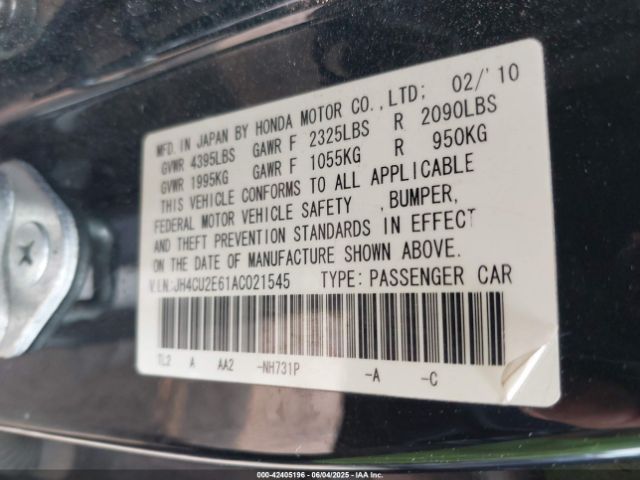 MFD. IN JAPAN BY HONDA MOTOR CO.,LTD; 02/'10
GVWR 4395LBS GAWR F 2325LBS R 2090LBS
GVWR 1995KG GAWR F 1055KG R 950KG
THIS VEHICLE CONFORMS TO ALL APPLICABLE
FEDERAL MOTOR VEHICLE SAFETY ,BUMPER,
AND THEFT PREVENTION STANDARDS IN EFFECT
ON THE DATE OF MANUFACTURE SHOWN ABOVE.
V.I.N:JH4CU2E61AC021545 TYPE: PASSENGER CAR
TL2 A AA2 -NH731P -A -C
000-42405196 - 06/04/2025 - IAA Inc.